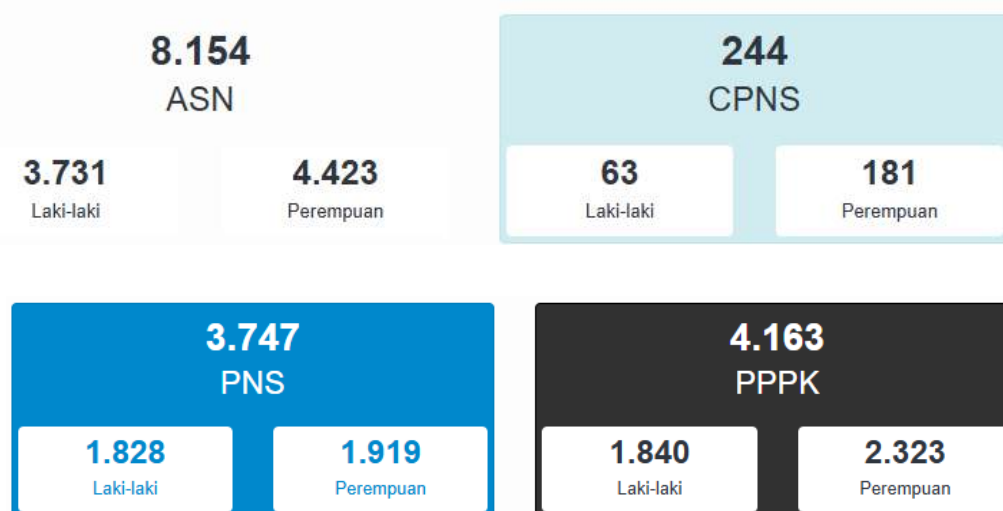 8.154
ASN
3.731
Laki-laki
4.423
Perempuan
244
CPNS
63
Laki-laki
181
Perempuan
3.747
PNS
1.828
Laki-laki
1.919
Perempuan
4.163
PPPK
1.840
Laki-laki
2.323
Perempuan